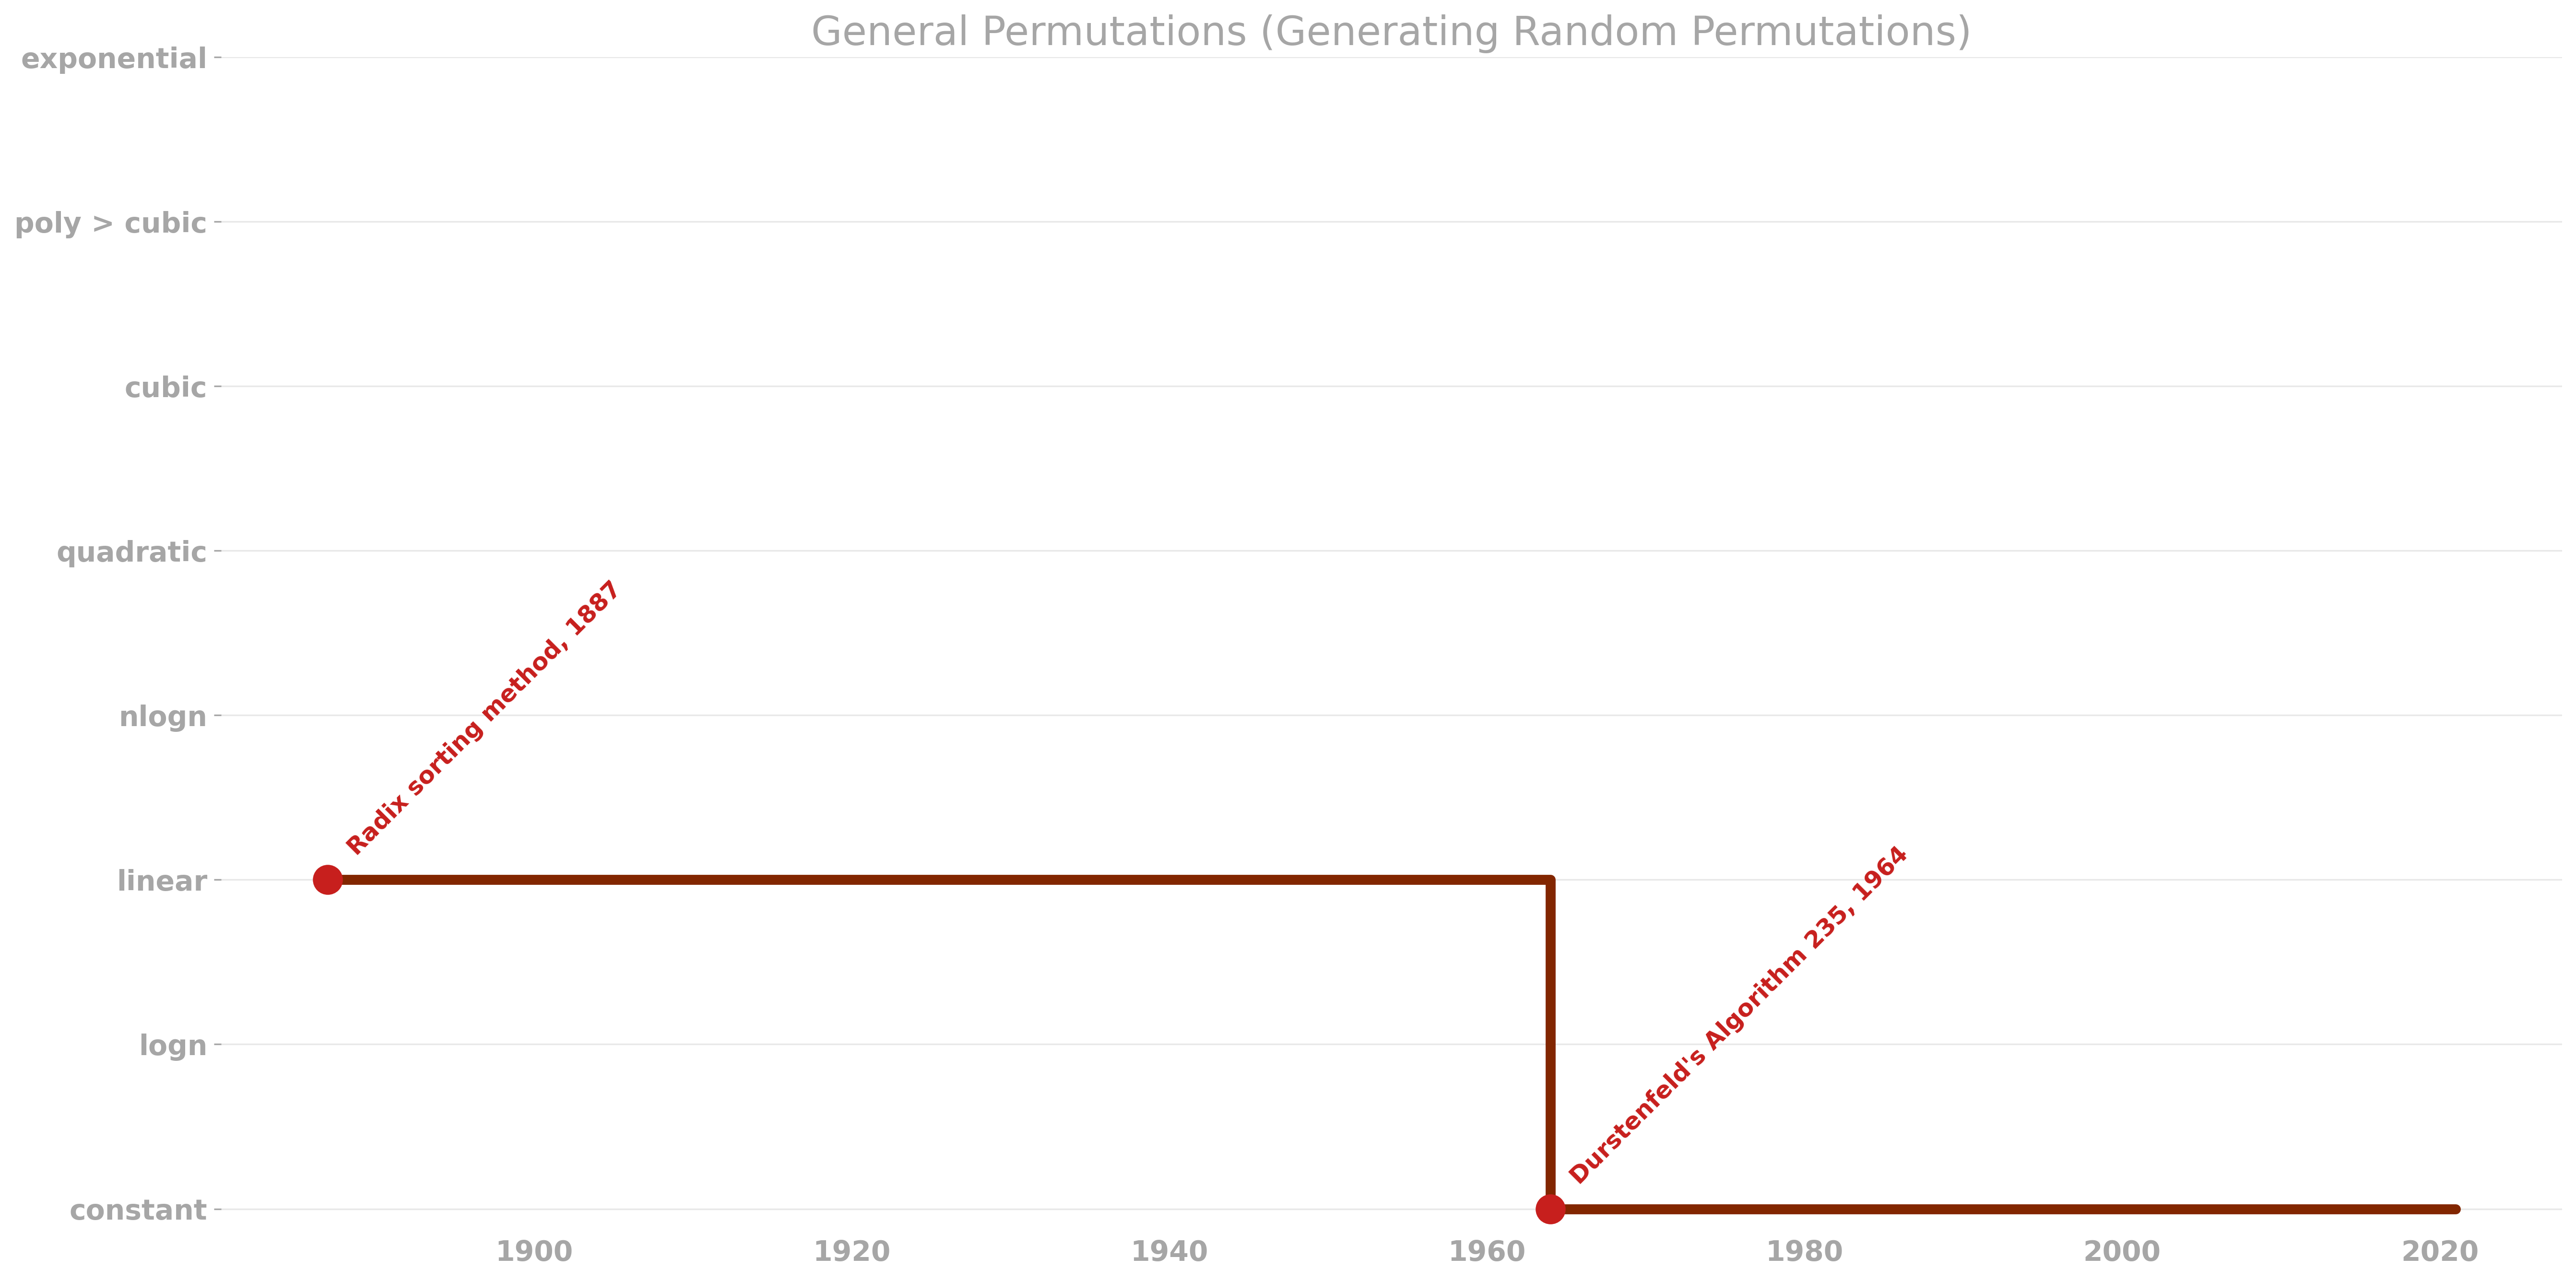 General Permutations (Generating Random Permutations)
exponential
poly > cubic
cubic
quadratic
nlogn
linear
logn
constant
Radix sorting method, 1887
Durstenfeld's Algorithm 235, 1964
1900
1920
1940
1960
1980
2000
2020